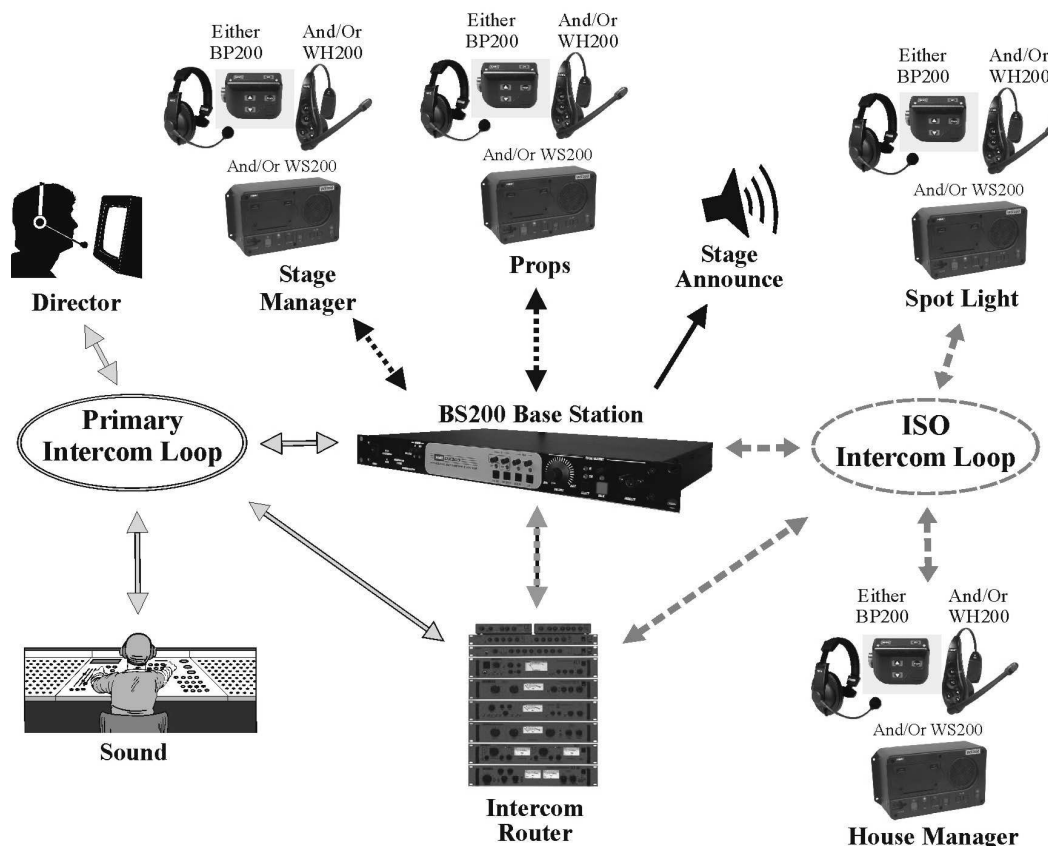 Either
BP200
And/Or
WH200
And/Or WS200
Stage
Manager
Either
BP200
And/Or
WH200
And/Or WS200
Props
Stage
Announce
Either
BP200
And/Or
WH200
And/Or WS200
Spot Light
Director
Primary
Intercom Loop
BS200 Base Station
ISO
Intercom Loop
Sound
Intercom
Router
Either
BP200
And/Or
WH200
And/Or WS200
House Manager